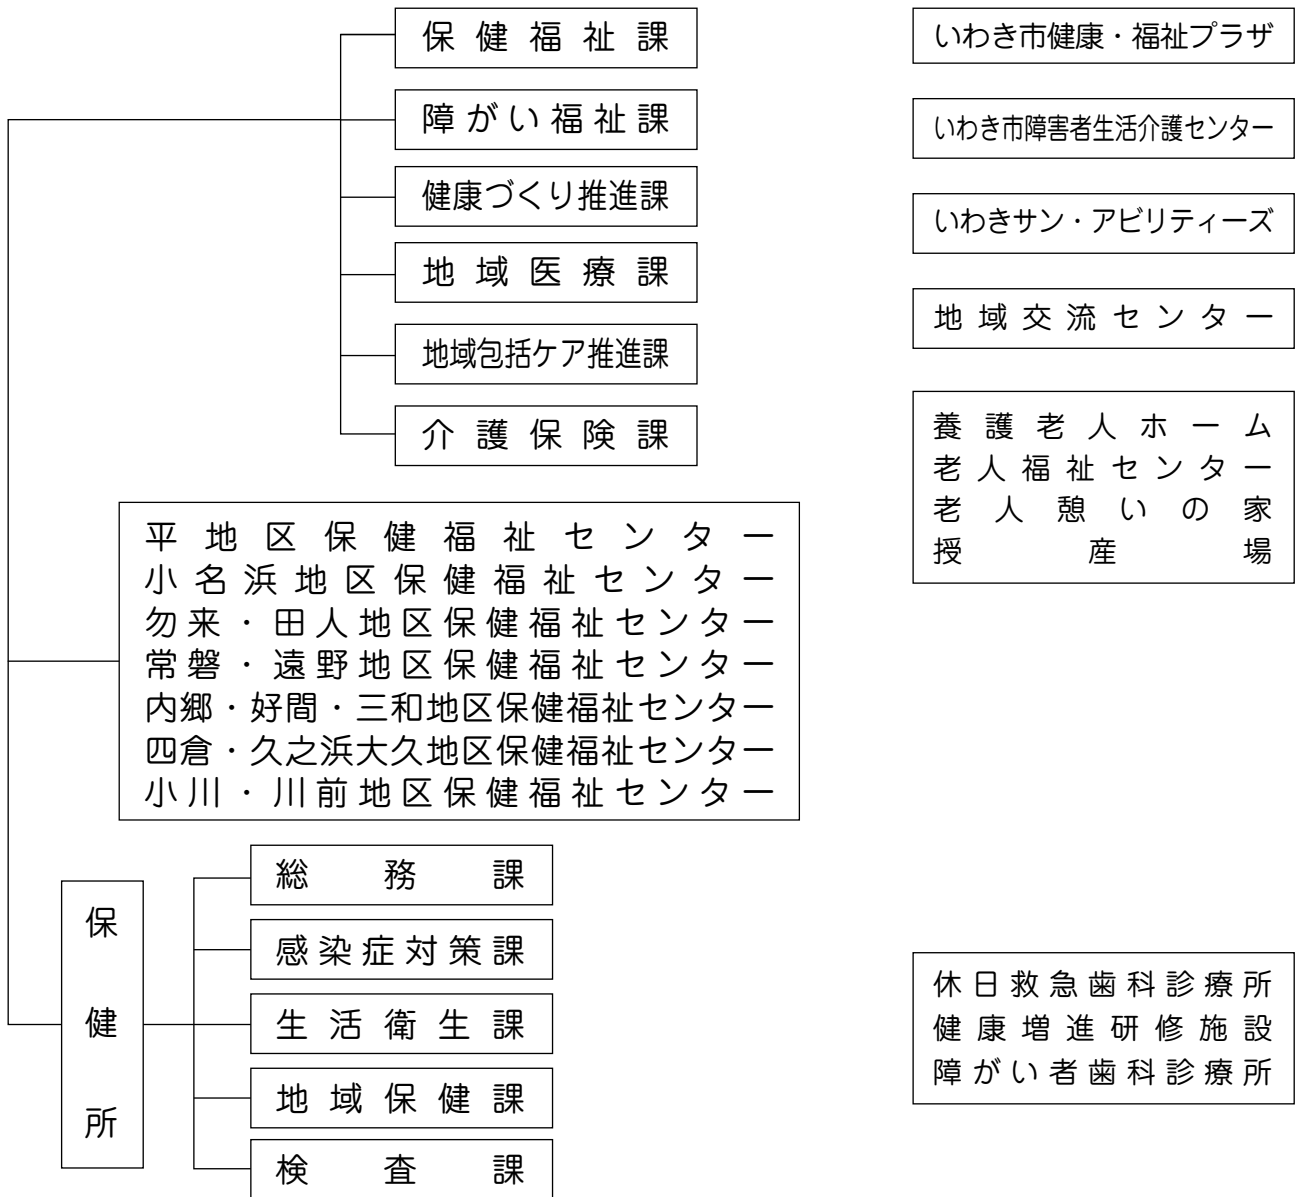 保健福祉課
障がい福祉課
健康づくり推進課
地域医療課
地域包括ケア推進課
介護保険課
平地区保健福祉センター
小名浜地区保健福祉センター
勿来・田人地区保健福祉センター
常磐・遠野地区保健福祉センター
内郷・好間・三和地区保健福祉センター
四倉・久之浜大久地区保健福祉センター
小川・川前地区保健福祉センター
保健所
総務課
感染症対策課
生活衛生課
地域保健課
検査課
いわき市健康・福祉プラザ
いわき市障害者生活介護センター
いわきサン・アビリティーズ
地域交流センター
養護老人ホーム
老人福祉センター
老人憩いの家
授産場
休日救急歯科診療所
健康増進研修施設
障がい者歯科診療所